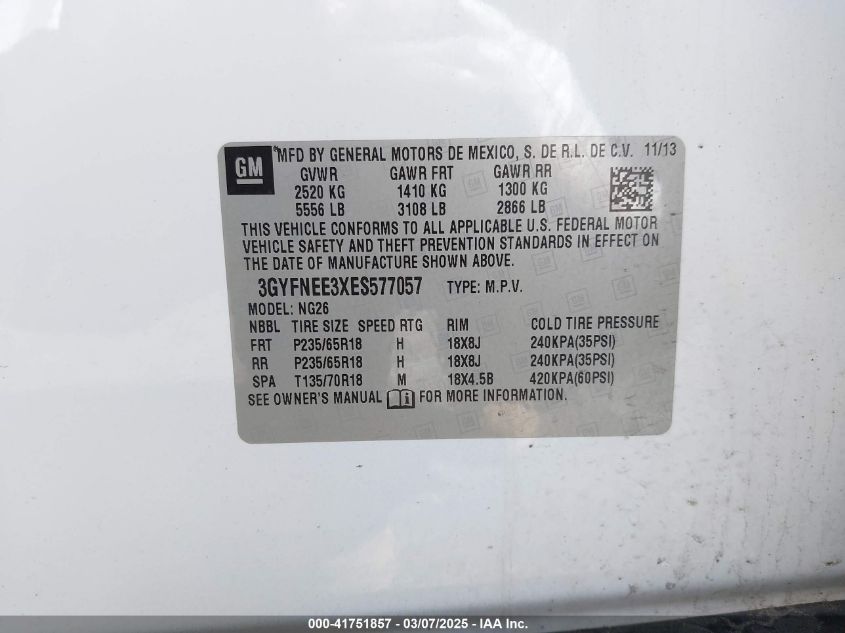 GM
MFD BY GENERAL MOTORS DE MEXICO, S. DE R.L. DE C.V. 11/13
GVWR GAWR FRT GAWR RR
2520 KG 1410 KG 1300 KG
5556 LB 3108 LB 2866 LB
THIS VEHICLE CONFORMS TO ALL APPLICABLE U.S. FEDERAL MOTOR
VEHICLE SAFETY AND THEFT PREVENTION STANDARDS IN EFFECT ON
THE DATE OF MANUFACTURE SHOWN ABOVE.
3GYFNEE3XES577057 TYPE: M.P.V.
MODEL: NG26
NBBL TIRE SIZE SPEED RTG RIM COLD TIRE PRESSURE
FRT P235/65R18 H 18X8J 240KPA(35PSI)
RR P235/65R18 H 18X8J 240KPA(35PSI)
SPA T135/70R18 M 18X4.5B 420KPA(60PSI)
SEE OWNER'S MANUAL FOR MORE INFORMATION.
000-41751857 - 03/07/2025 - IAA Inc.